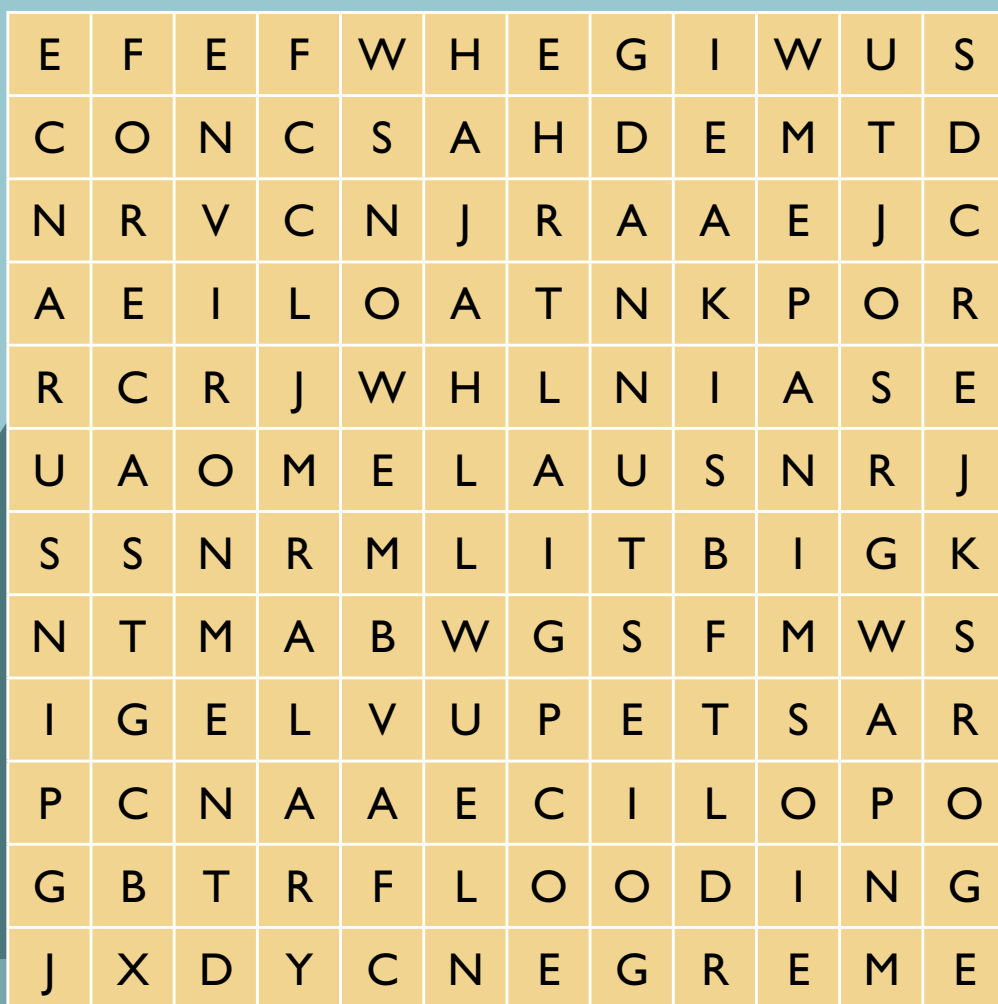 E F E F W H E G I W U S
C O N C S A H D E M T D
N R V C N J R A A E J C
A E I L O A T N K P O R
R C R J W H L N I A S E
U A O M E L A U S N R J
S S N R M L I T B I G K
N T M A B W G S F M W S
I G E L V U P E T S A R
P C N A A E C I L O P O
G B T R F L O O D I N G
J X D Y C N E G R E M E